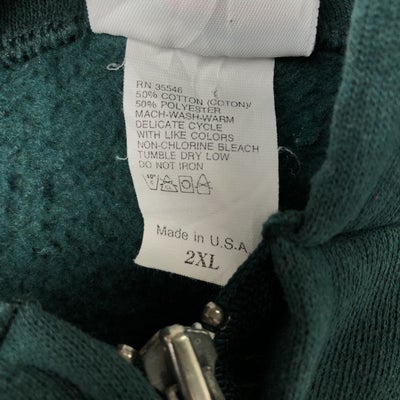 RN 35546
50% COTTON (COTON)/
50% POLYESTER
MACH-WASH-WARM
DELICATE CYCLE
WITH LIKE COLORS
NON-CHLORINE BLEACH
TUMBLE DRY LOW
DO NOT IRON
Made in U.S.A
2XL